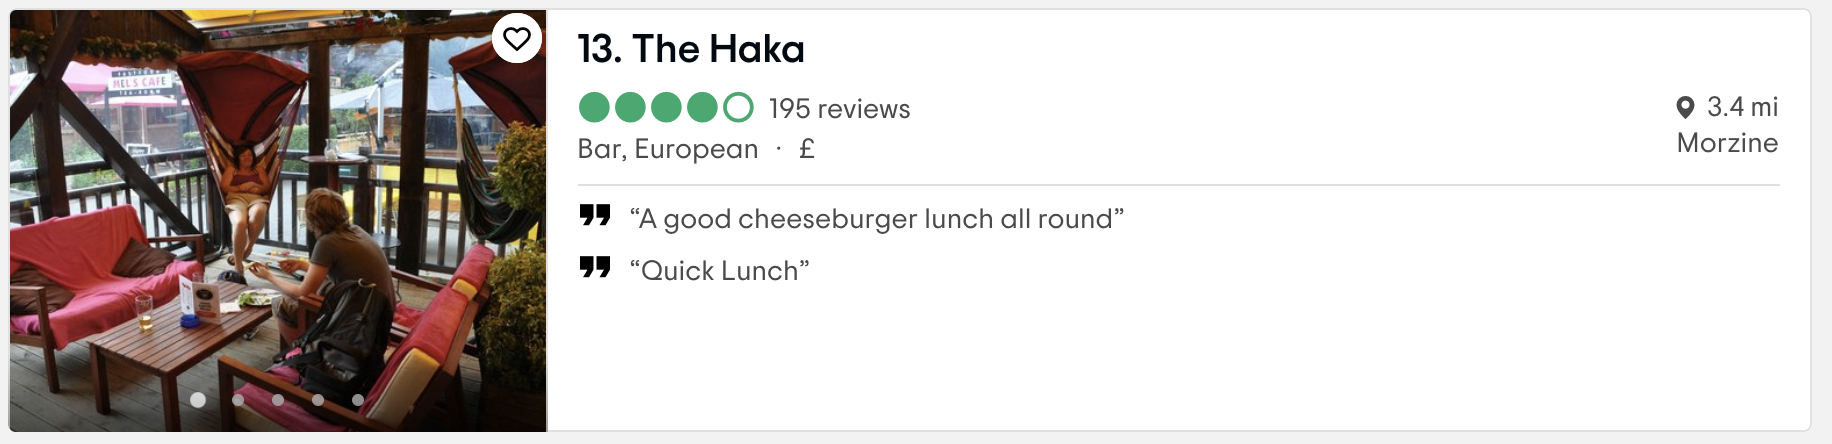 MEL'S CAFE
13. The Haka
195 reviews
3.4 mi
Bar, European · £
Morzine
“A good cheeseburger lunch all round”
“Quick Lunch”